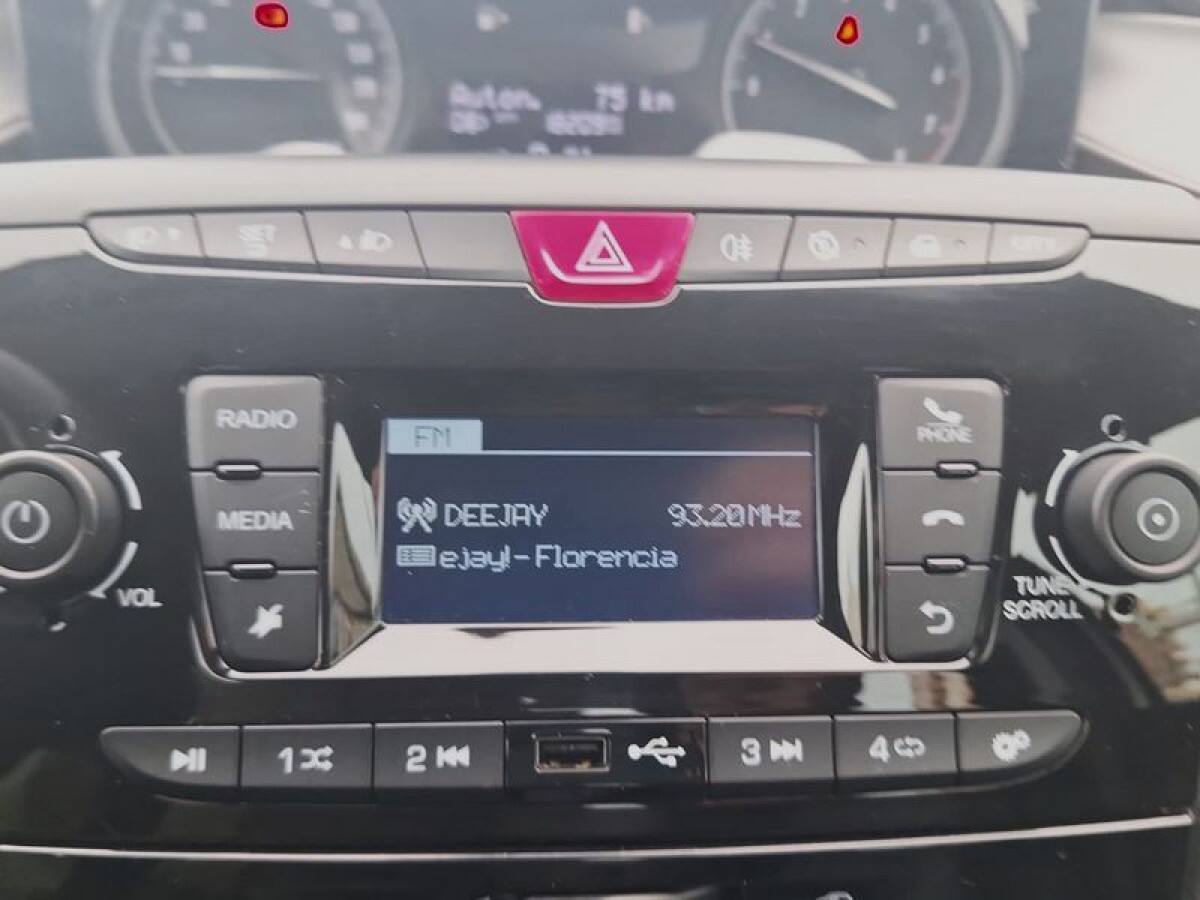 Auton. 75 km
RADIO
MEDIA
VOL
FM
DEEJAY 93.20MHz
ejay!-Florencia
PHONE
TUNE
SCROLL
1
2
3
4